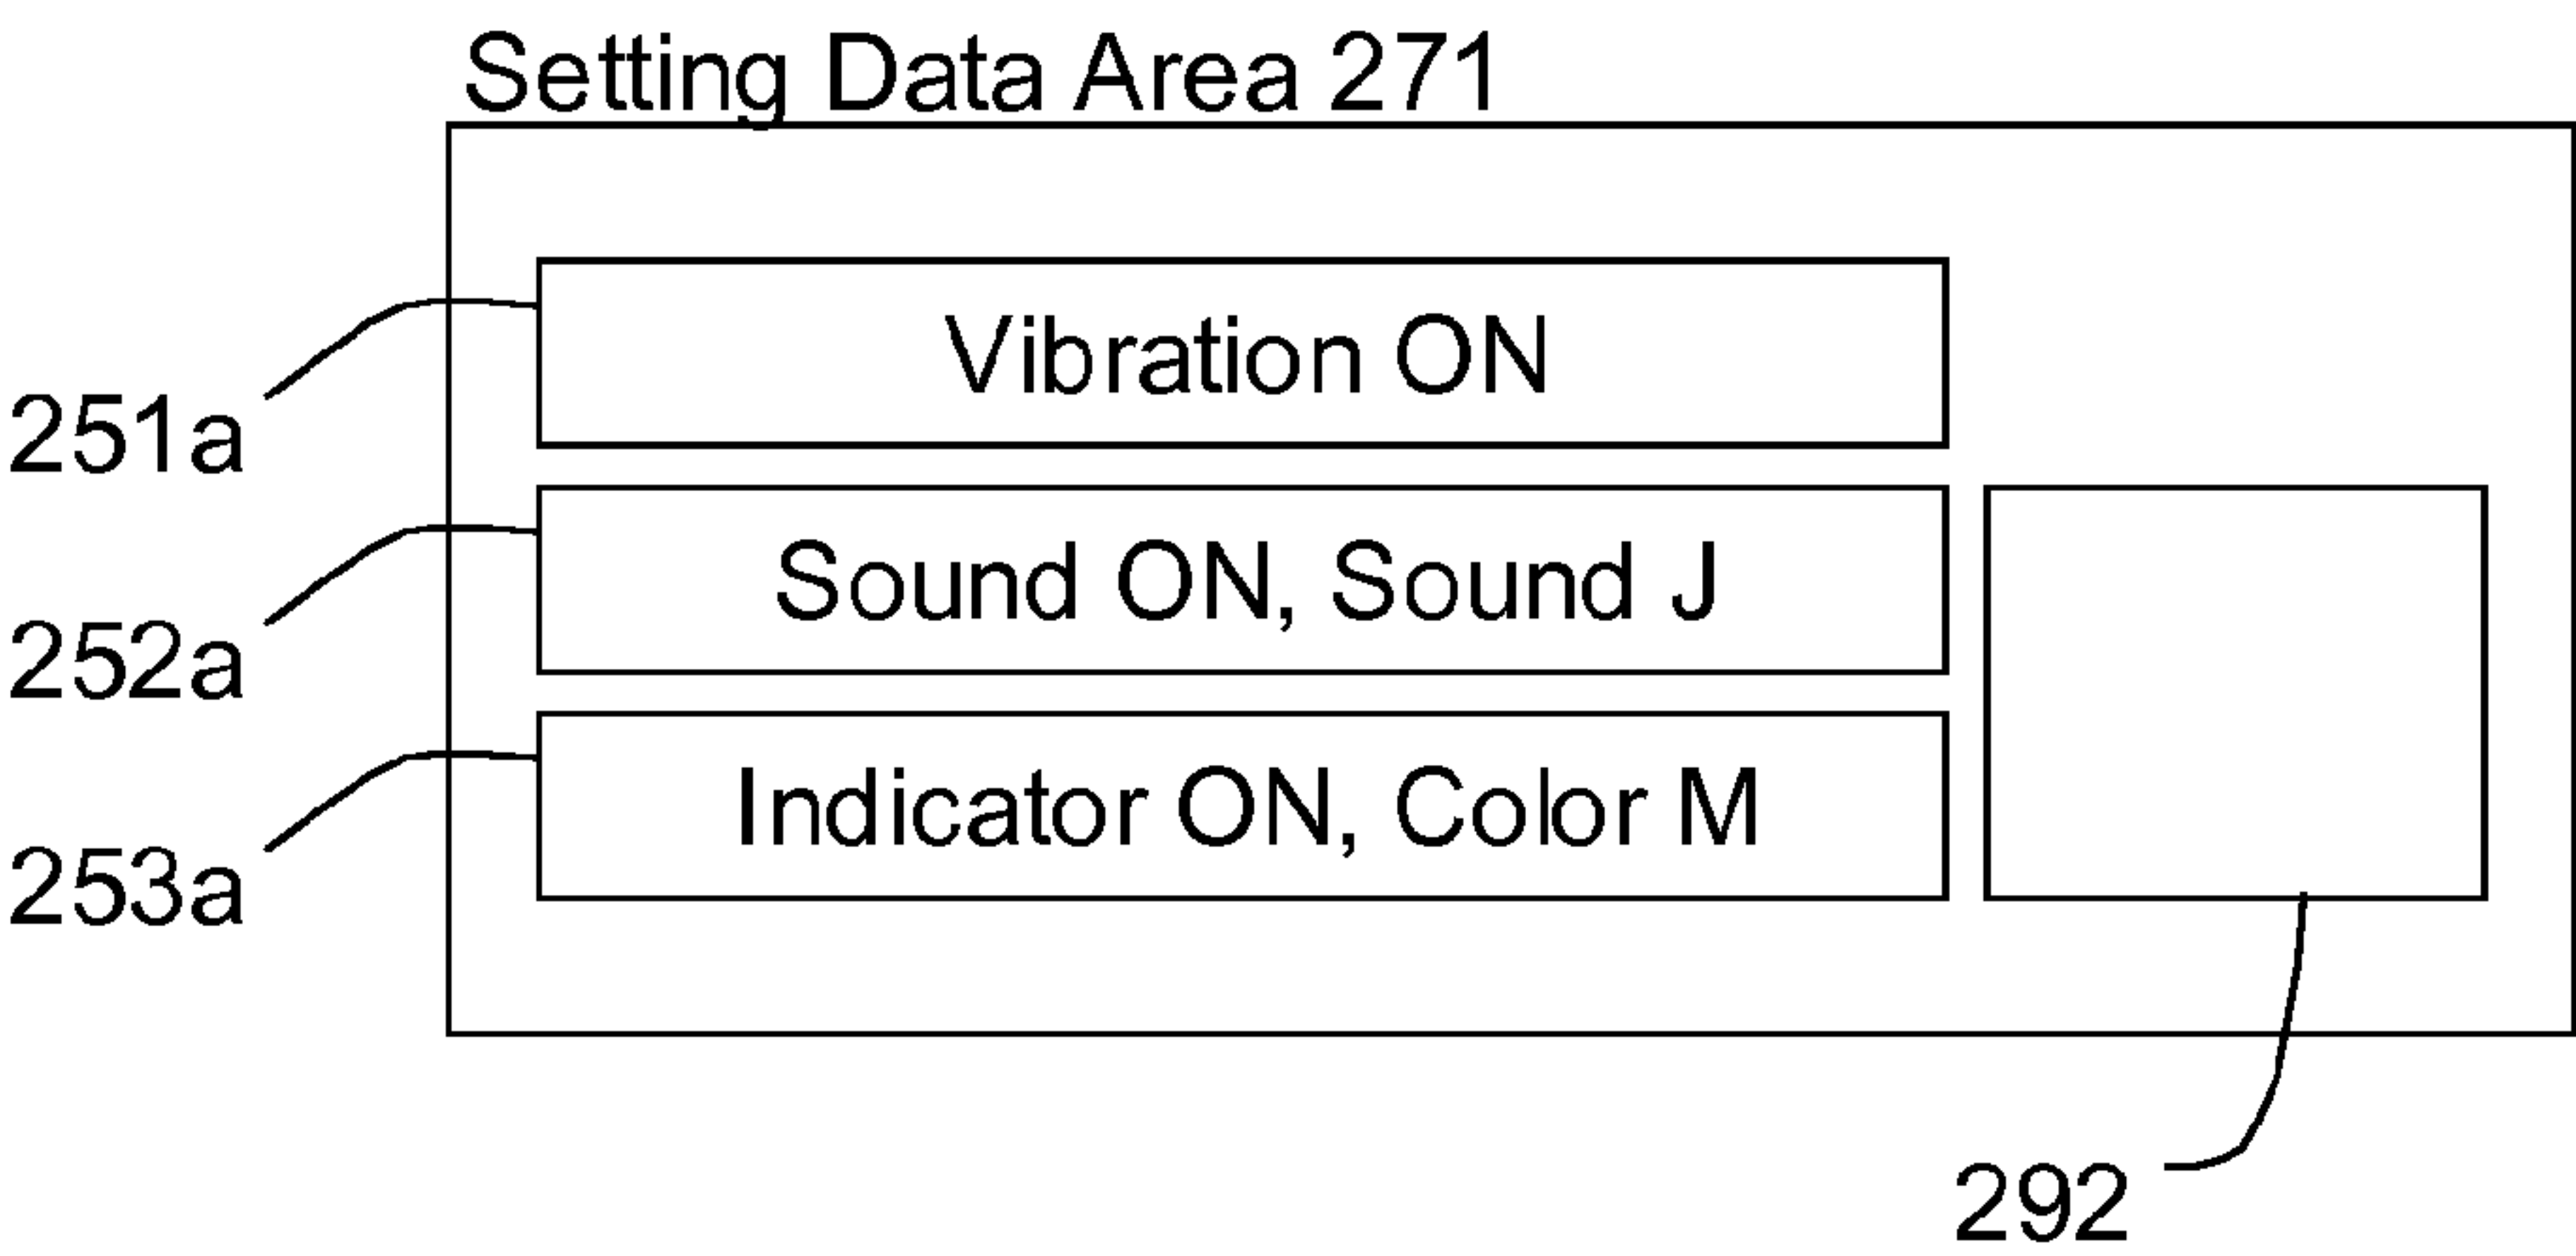 Setting Data Area 271
Vibration ON
251a
Sound ON, Sound J
252a
Indicator ON, Color M
253a
292